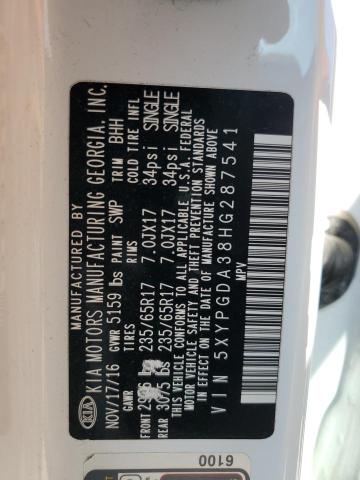 MANUFACTURED BY
KIA KIA MOTORS MANUFACTURING GEORGIA, INC.
NOV/17/16 GVWR 5159 lbs PAINT SWP TRIM BHH
GAWR TIRES RIMS COLD TIRE INFL
FRONT 235/65R17 7.0JX17 34psi SINGLE
REAR 3075 lbs 235/65R17 7.0JX17 34psi SINGLE
THIS VEHICLE CONFORMS TO ALL APPLICABLE U.S.A. FEDERAL
MOTOR VEHICLE SAFETY AND THEFT PREVENTION STANDARDS
IN EFFECT ON THE DATE OF MANUFACTURE SHOWN ABOVE.
VIN 5XYPGDA38HG287541
MPV
6100